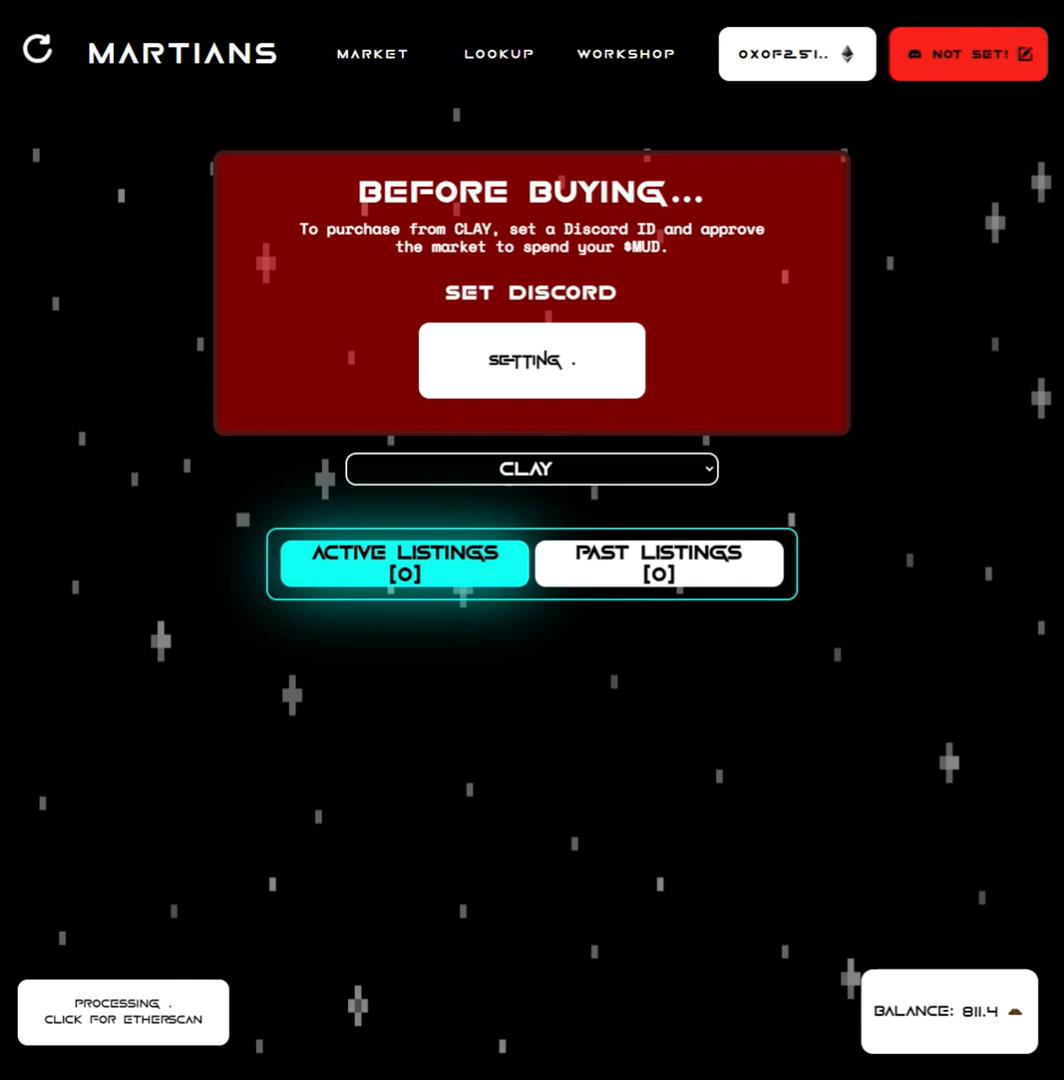 MARTIANS
MARKET
LOOKUP
WORKSHOP
0X0F251..
NOT SET!
BEFORE BUYING...
To purchase from CLAY, set a Discord ID and approve
the market to spend your $MUD.
SET DISCORD
SETTING .
CLAY
ACTIVE LISTINGS
[0]
PAST LISTINGS
[0]
PROCESSING .
CLICK FOR ETHERSCAN
BALANCE: 811.4